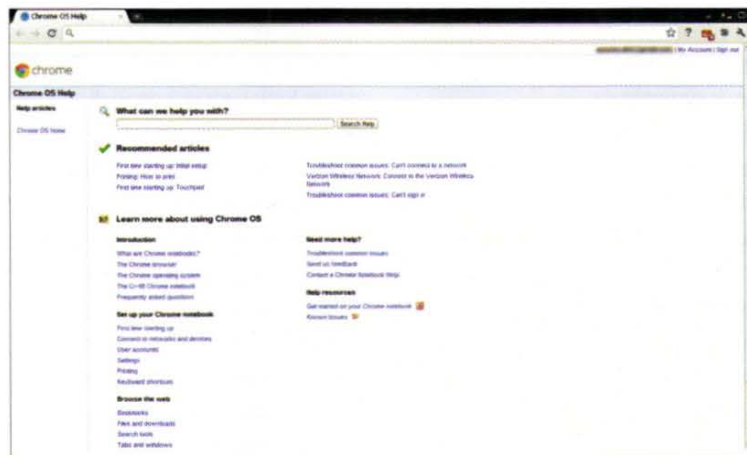 Chrome OS Help
| My Account | Sign out
chrome
Chrome OS Help
Help articles
Chrome OS Home
What can we help you with?
Search Help
Recommended articles
First time starting up: Initial setup
Printing: How to print
First time starting up: Touchpad
Troubleshoot common issues: Can't connect to a network
Verizon Wireless Network: Connect to the Verizon Wireless
Network
Troubleshoot common issues: Can't sign in
Learn more about using Chrome OS
Introduction
What are Chrome notebooks?
The Chrome browser
The Chrome operating system
The Cr-48 Chrome notebook
Frequently asked questions
Set up your Chrome notebook
First time starting up
Connect to networks and devices
User accounts
Settings
Printing
Keyboard shortcuts
Browse the web
Bookmarks
Files and downloads
Search tools
Tabs and windows
Need more help?
Troubleshoot common issues
Send us feedback
Contact a Chrome Notebook Ninja
Help resources
Get started on your Chrome notebook
Known Issues